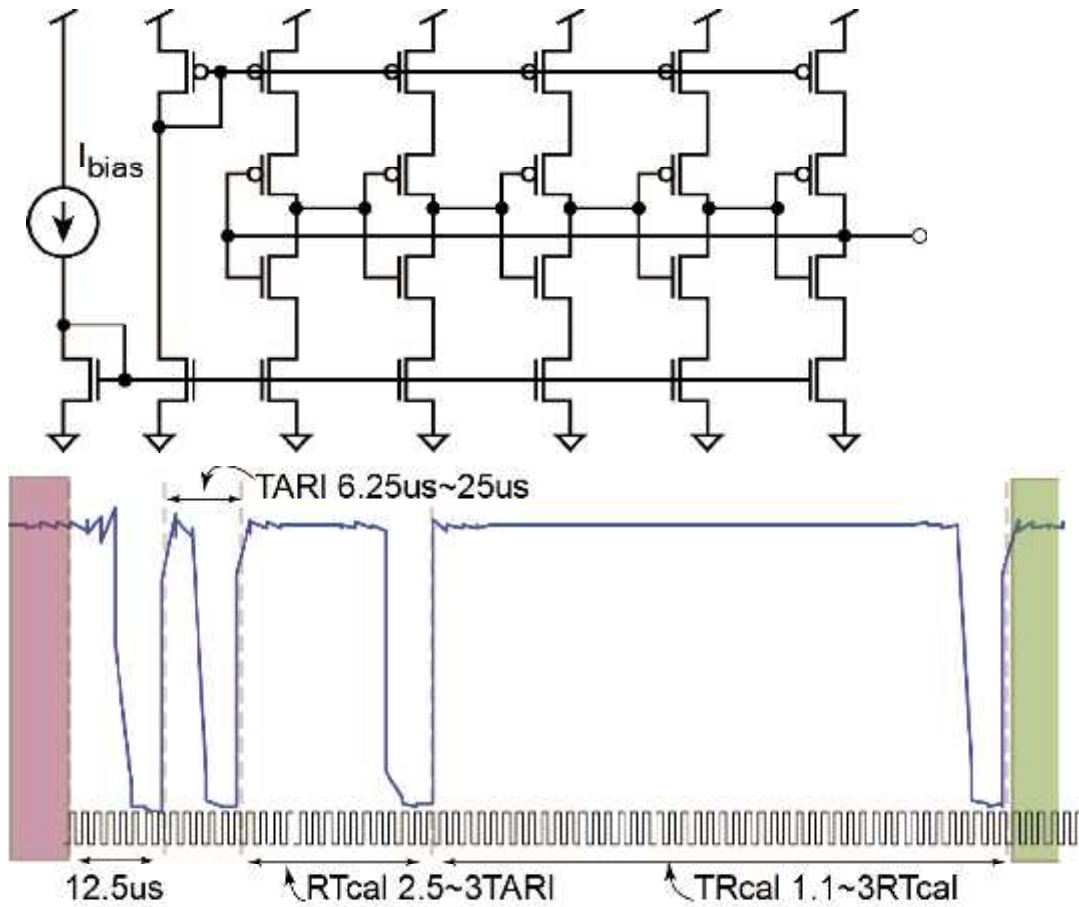 Ibias
TARI 6.25us~25us
12.5us
RTcal 2.5~3TARI
TRcal 1.1~3RTcal